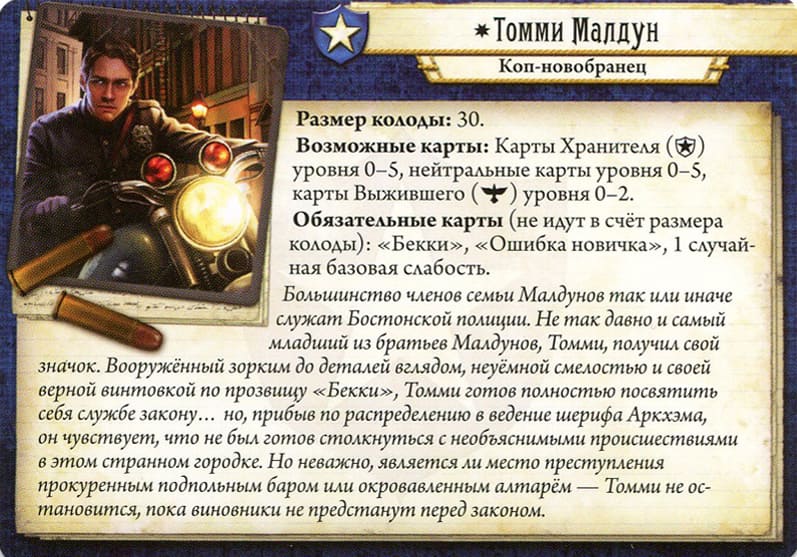 Томми Малдун
Коп-новобранец
Размер колоды: 30.
Возможные карты: Карты Хранителя ()
уровня 0–5, нейтральные карты уровня 0–5,
карты Выжившего () уровня 0–2.
Обязательные карты (не идут в счёт размера
колоды): «Бекки», «Ошибка новичка», 1 случай-
ная базовая слабость.
Большинство членов семьи Малдунов так или иначе
служат Бостонской полиции. Не так давно и самый
младший из братьев Малдунов, Томми, получил свой
значок. Вооружённый зорким до деталей взглядом, неуёмной смелостью и своей
верной винтовкой по прозвищу «Бекки», Томми готов полностью посвятить
себя службе закону... но, прибыв по распределению в ведение шерифа Аркхэма,
он чувствует, что не был готов столкнуться с необъяснимыми происшествиями
в этом странном городке. Но неважно, является ли место преступления
прокуренным подпольным баром или окровавленным алтарём — Томми не ос-
тановится, пока виновники не предстанут перед законом.